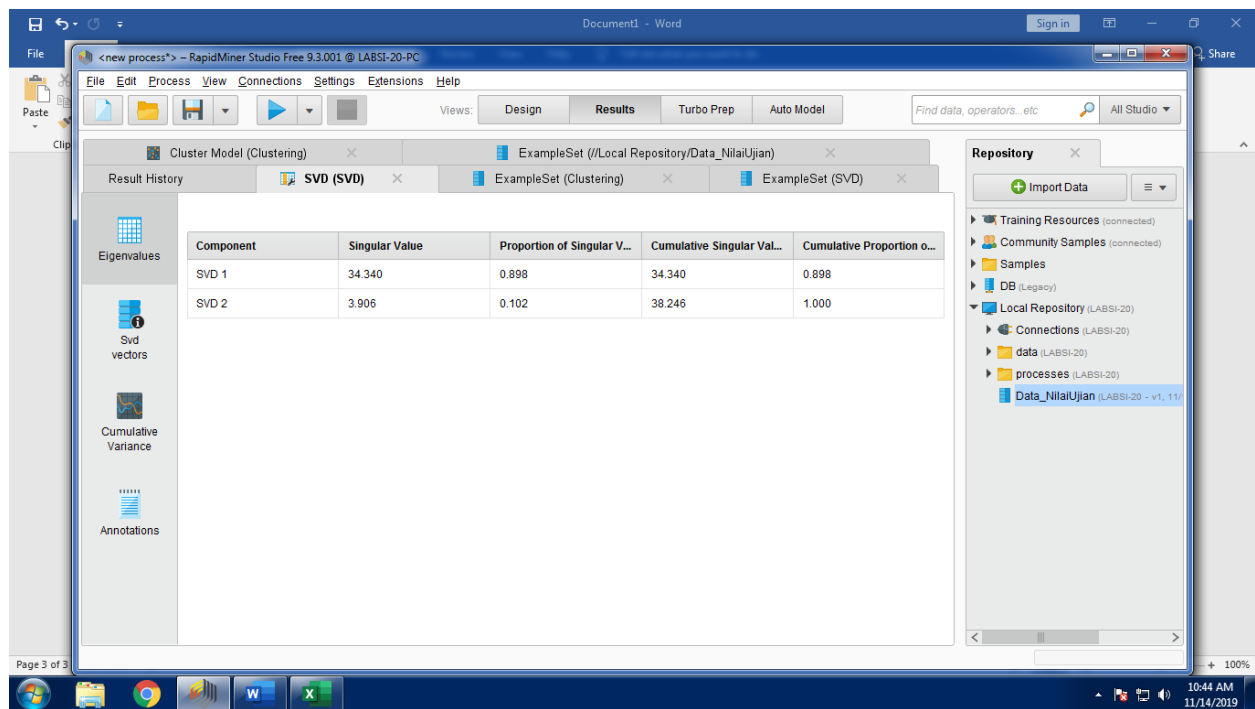 Document1 - Word
Sign in
File
Share
Paste
Clip
<new process*> – RapidMiner Studio Free 9.3.001 @ LABSI-20-PC
File Edit Process View Connections Settings Extensions Help
Views: Design Results Turbo Prep Auto Model
Find data, operators...etc
All Studio
Cluster Model (Clustering)
ExampleSet (//Local Repository/Data_NilaiUjian)
Result History
SVD (SVD)
ExampleSet (Clustering)
ExampleSet (SVD)
Eigenvalues
Svd
vectors
Cumulative
Variance
Annotations
Component Singular Value Proportion of Singular V... Cumulative Singular Val... Cumulative Proportion o...
SVD 1 34.340 0.898 34.340 0.898
SVD 2 3.906 0.102 38.246 1.000
Repository
Import Data
Training Resources (connected)
Community Samples (connected)
Samples
DB (Legacy)
Local Repository (LABSI-20)
Connections (LABSI-20)
data (LABSI-20)
processes (LABSI-20)
Data_NilaiUjian (LABSI-20 - v1, 11/
Page 3 of 3
100%
10:44 AM
11/14/2019